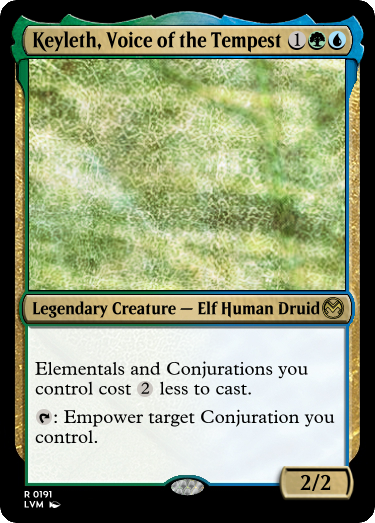 Keyleth, Voice of the Tempest 1
Legendary Creature — Elf Human Druid
Elementals and Conjurations you
control cost 2 less to cast.
: Empower target Conjuration you
control.
2/2
R 0191
LVM